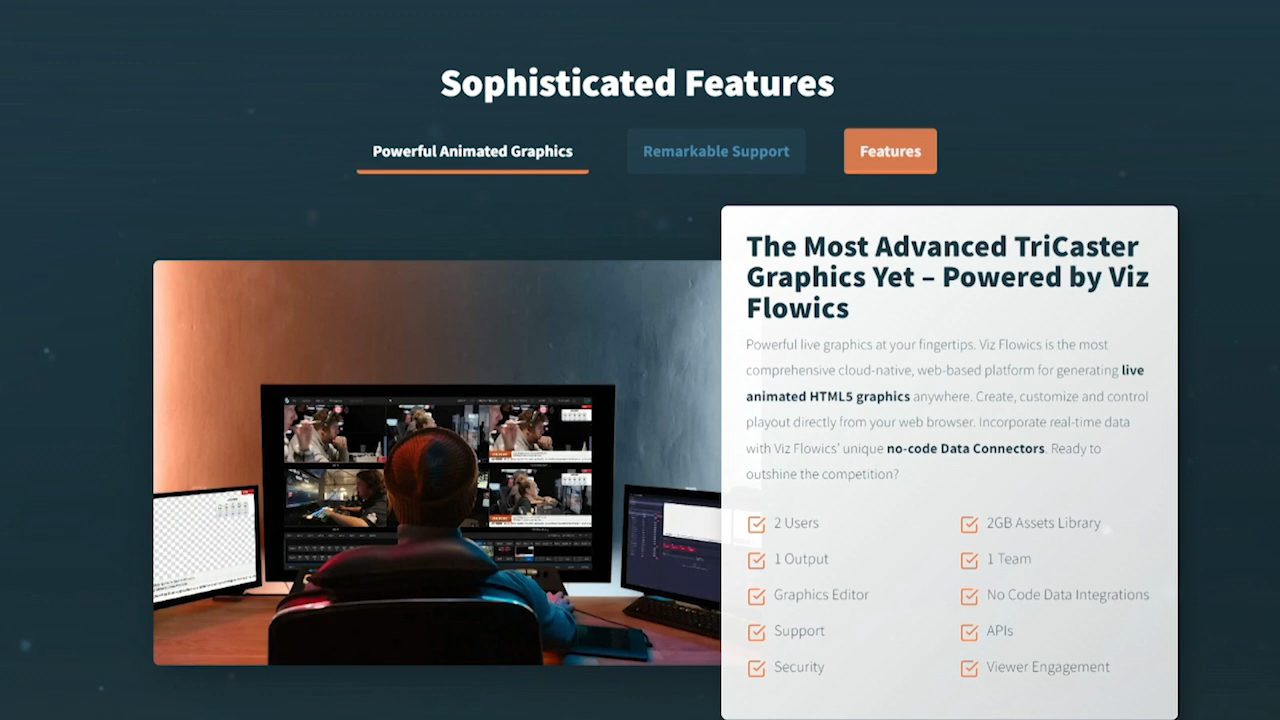 Sophisticated Features
Powerful Animated Graphics
Remarkable Support
Features
The Most Advanced TriCaster
Graphics Yet – Powered by Viz
Flowics
Powerful live graphics at your fingertips. Viz Flowics is the most
comprehensive cloud-native, web-based platform for generating live
animated HTML5 graphics anywhere. Create, customize and control
playout directly from your web browser. Incorporate real-time data
with Viz Flowics' unique no-code Data Connectors. Ready to
outshine the competition?
2 Users
2GB Assets Library
1 Output
1 Team
Graphics Editor
No Code Data Integrations
Support
APIs
Security
Viewer Engagement